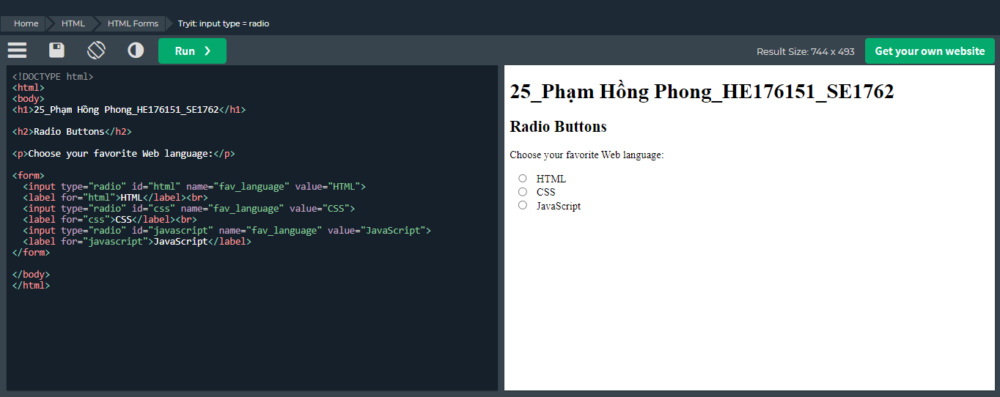 Home HTML HTML Forms Tryit: input type = radio
Run ❯ Result Size: 744 x 493 Get your own website
<!DOCTYPE html>
<html>
<body>
<h1>25_Phạm Hồng Phong_HE176151_SE1762</h1>
<h2>Radio Buttons</h2>
<p>Choose your favorite Web language:</p>
<form>
  <input type="radio" id="html" name="fav_language" value="HTML">
  <label for="html">HTML</label><br>
  <input type="radio" id="css" name="fav_language" value="CSS">
  <label for="css">CSS</label><br>
  <input type="radio" id="javascript" name="fav_language" value="JavaScript">
  <label for="javascript">JavaScript</label>
</form>
</body>
</html>
25_Phạm Hồng Phong_HE176151_SE1762
Radio Buttons
Choose your favorite Web language:
HTML
CSS
JavaScript